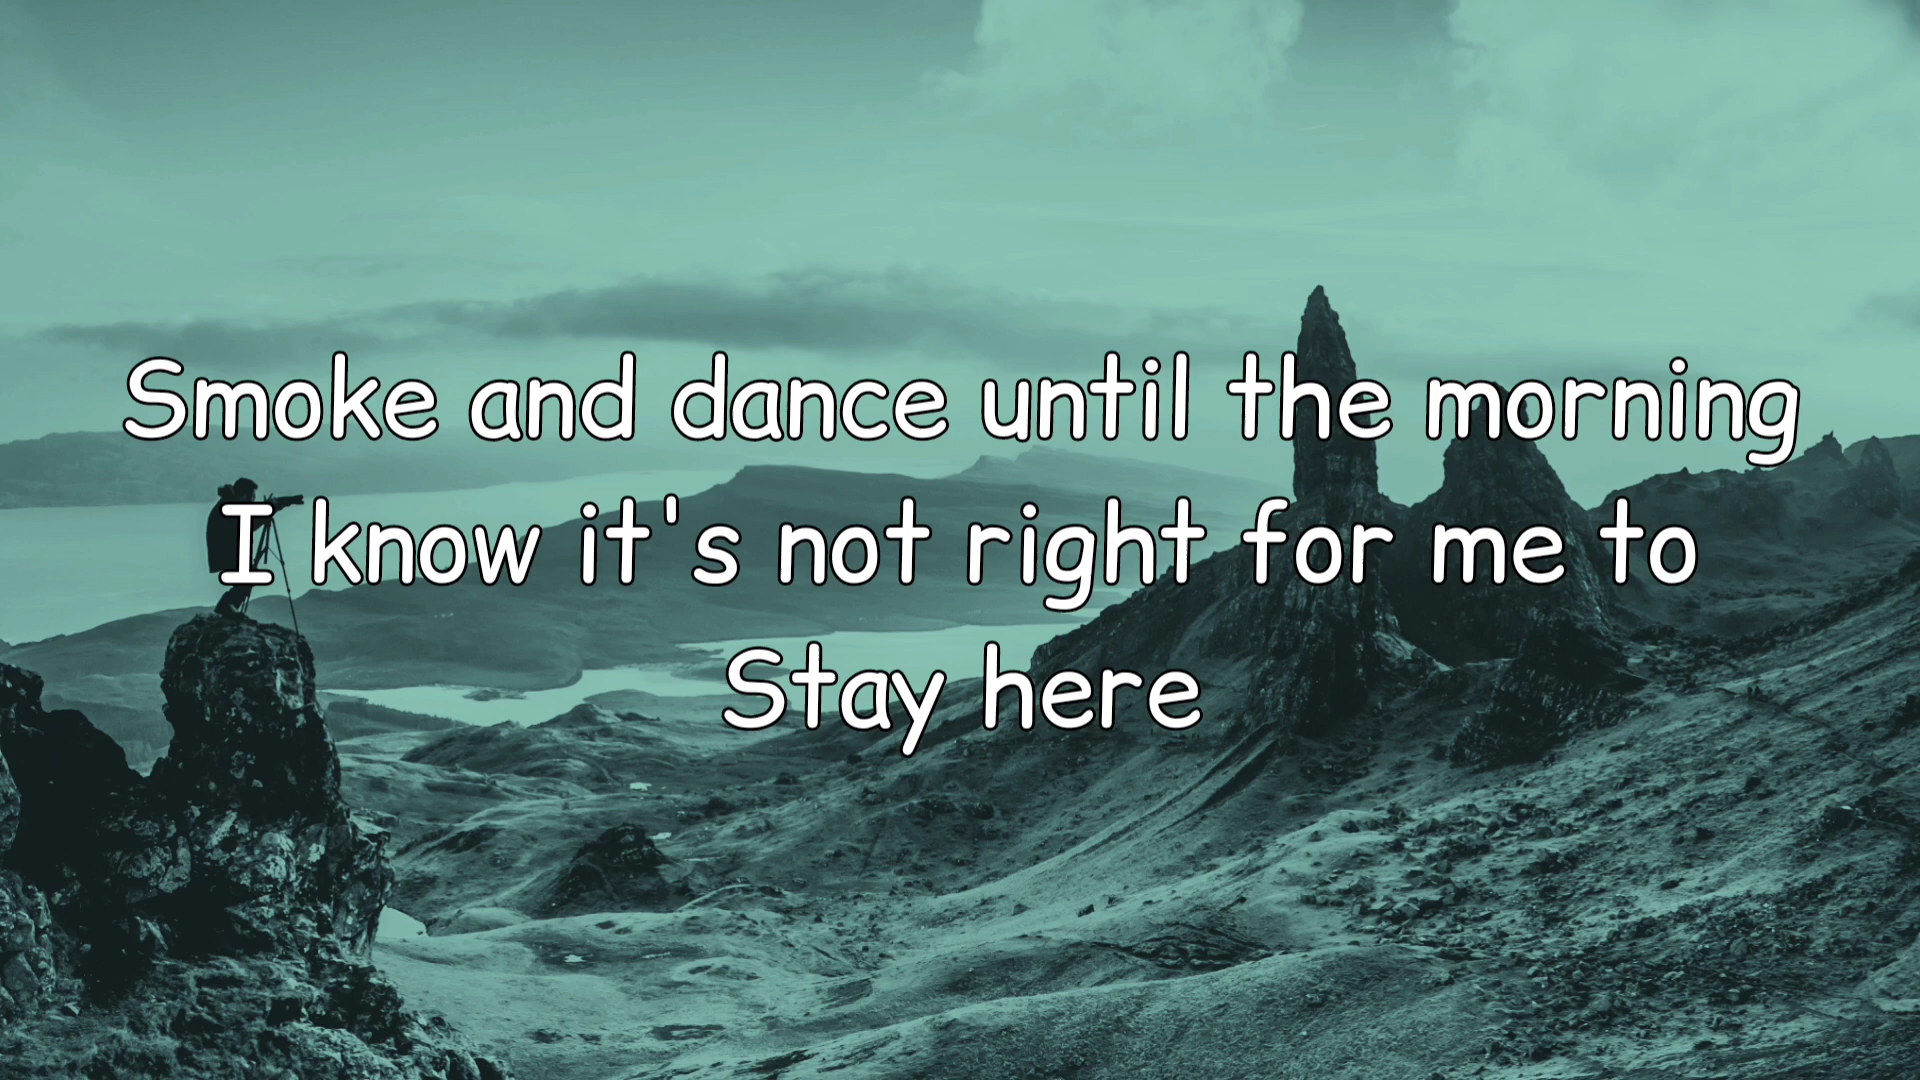 Smoke and dance until the morning
I know it's not right for me to
Stay here